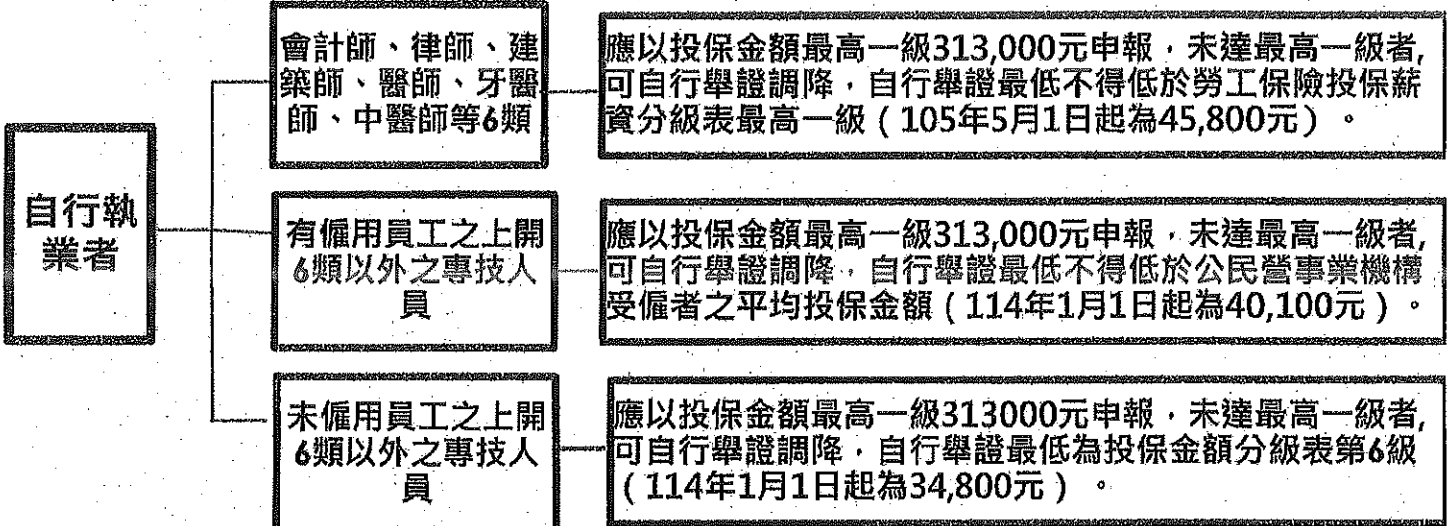 自行執
業者
會計師、律師、建
築師、醫師、牙醫
師、中醫師等6類
應以投保金額最高一級313,000元申報，未達最高一級者,
可自行舉證調降，自行舉證最低不得低於勞工保險投保薪
資分級表最高一級（105年5月1日起為45,800元）。
有僱用員工之上開
6類以外之專技人
員
應以投保金額最高一級313,000元申報，未達最高一級者,
可自行舉證調降，自行舉證最低不得低於公民營事業機構
受僱者之平均投保金額（114年1月1日起為40,100元）。
未僱用員工之上開
6類以外之專技人
員
應以投保金額最高一級313000元申報，未達最高一級者,
可自行舉證調降，自行舉證最低為投保金額分級表第6級
（114年1月1日起為34,800元）。